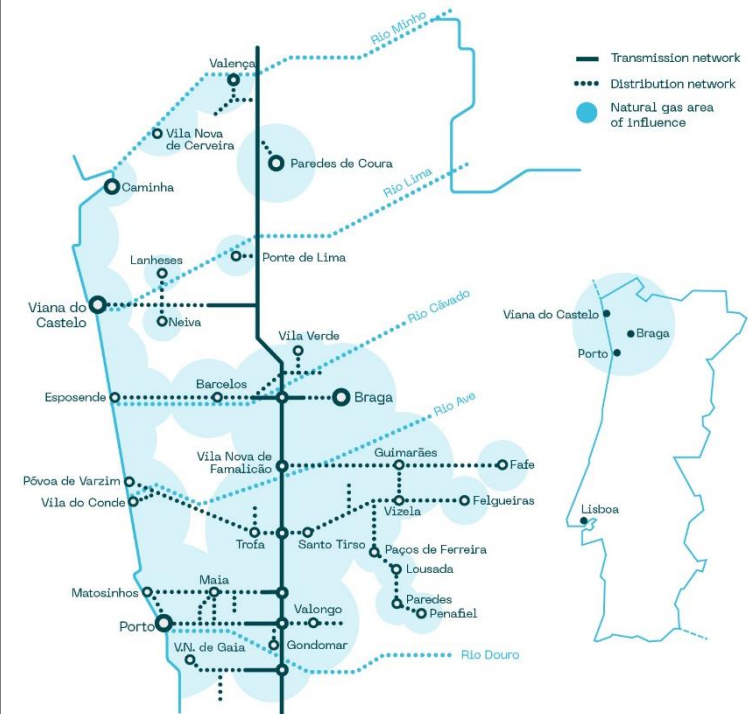 Rio Minho
Transmission network
Distribution network
Natural gas area
of influence
Valença
Vila Nova
de Cerveira
Paredes de Coura
Caminha
Rio Lima
Lanheses
Ponte de Lima
Viana do
Castelo
Neiva
Rio Câvado
Vila Verde
Viana do Castelo
Braga
Porto
Esposende
Barcelos
Braga
Rio Ave
Vila Nova de
Famalicão
Guimarães
Fafe
Póvoa de Varzim
Vila do Conde
Vizela
Felgueiras
Lisboa
Trofa
Santo Tirso
Paços de Ferreira
Lousada
Matosinhos
Maia
Paredes
Penafiel
Porto
Valongo
V.N. de Gaia
Gondomar
Rio Douro